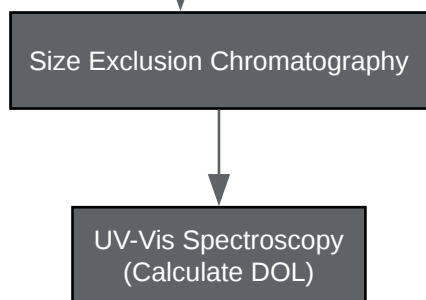 Size Exclusion Chromatography
UV-Vis Spectroscopy
(Calculate DOL)